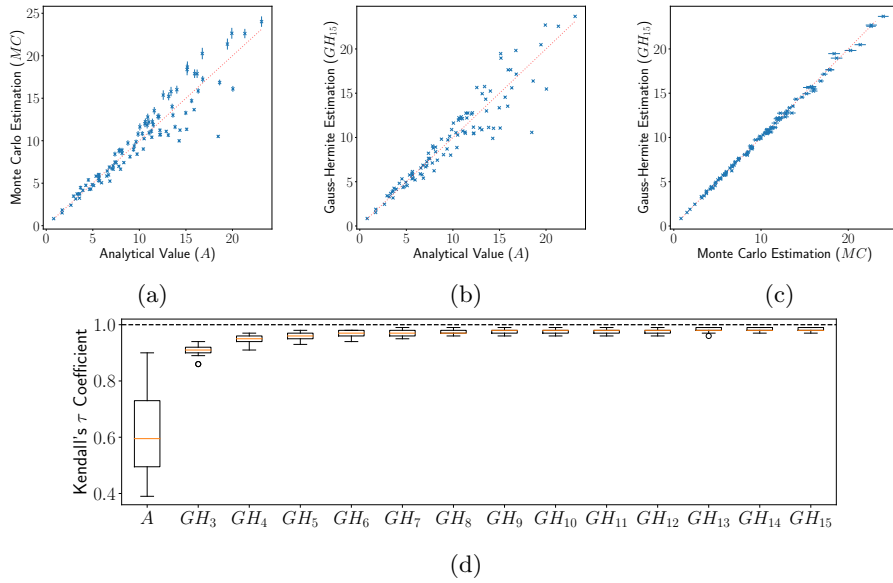 25
20
15
10
5
0
Monte Carlo Estimation (MC)
0 5 10 15 20
Analytical Value (A)
(a)
20
15
10
5
0
Gauss-Hermite Estimation (GH₁₅)
0 5 10 15 20
Analytical Value (A)
(b)
20
15
10
5
0
Gauss-Hermite Estimation (GH₁₅)
0 10 20
Monte Carlo Estimation (MC)
(c)
1.0
0.8
0.6
0.4
Kendall's τ Coefficient
A GH₃ GH₄ GH₅ GH₆ GH₇ GH₈ GH₉ GH₁₀ GH₁₁ GH₁₂ GH₁₃ GH₁₄ GH₁₅
(d)